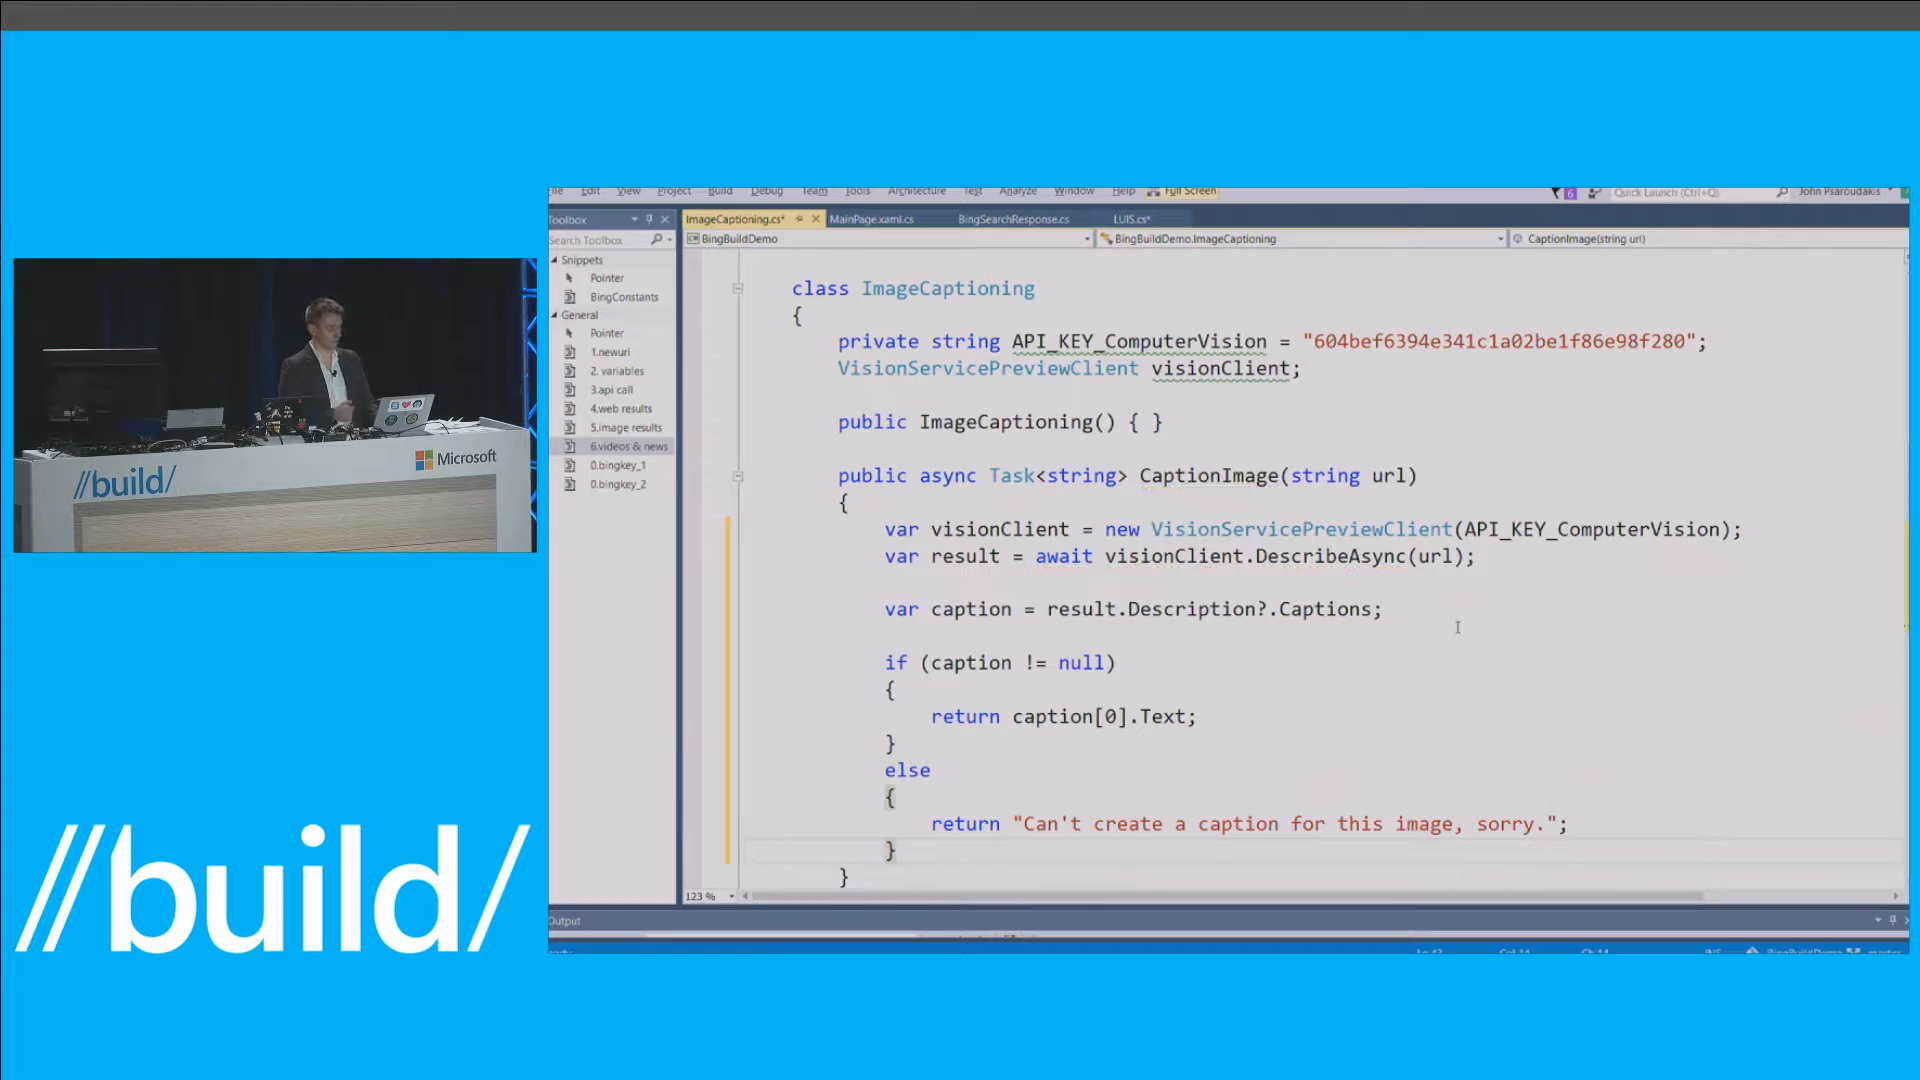 File Edit View Project Build Debug Team Tools Architecture Test Analyze Window Help Full Screen
6 Quick Launch (Ctrl+Q) John Psaroudakis
Toolbox
ImageCaptioning.cs* MainPage.xaml.cs BingSearchResponse.cs LUIS.cs*
Search Toolbox
BingBuildDemo BingBuildDemo.ImageCaptioning CaptionImage(string url)
Snippets
Pointer
BingConstants
General
Pointer
1.newuri
2. variables
3.api call
4.web results
5.image results
6.videos & news
0.bingkey_1
0.bingkey_2
class ImageCaptioning
{
private string API_KEY_ComputerVision = "604bef6394e341c1a02be1f86e98f280";
VisionServicePreviewClient visionClient;
public ImageCaptioning() { }
public async Task<string> CaptionImage(string url)
{
var visionClient = new VisionServicePreviewClient(API_KEY_ComputerVision);
var result = await visionClient.DescribeAsync(url);
var caption = result.Description?.Captions;
if (caption != null)
{
return caption[0].Text;
}
else
{
return "Can't create a caption for this image, sorry.";
}
}
123 %
Output
//build/
Microsoft
//build/